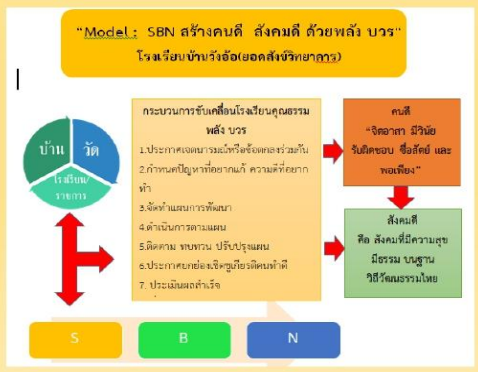 "Model : SBN สร้างคนดี สังคมดี ด้วยพลัง บวร"
โรงเรียนบ้านวังอ้อ(ยอดสังข์วิทยาคาร)
บ้าน
วัด
โรงเรียน/
ราชการ
กระบวนการขับเคลื่อนโรงเรียนคุณธรรม
พลัง บวร
1.ประกาศเจตนารมณ์หรือข้อตกลงร่วมกัน
2.กำหนดปัญหาที่อยากแก้ ความดีที่อยาก
ทำ
3.จัดทำแผนการพัฒนา
4.ดำเนินการตามแผน
5.ติดตาม ทบทวน ปรับปรุงแผน
6.ประกาศยกย่องเชิดชูเกียรติคนทำดี
7. ประเมินผลสำเร็จ
คนดี
"จิตอาสา มีวินัย
รับผิดชอบ ซื่อสัตย์ และ
พอเพียง"
สังคมดี
คือ สังคมที่มีความสุข
มีธรรม บนฐาน
วิถีวัฒนธรรมไทย
S
B
N